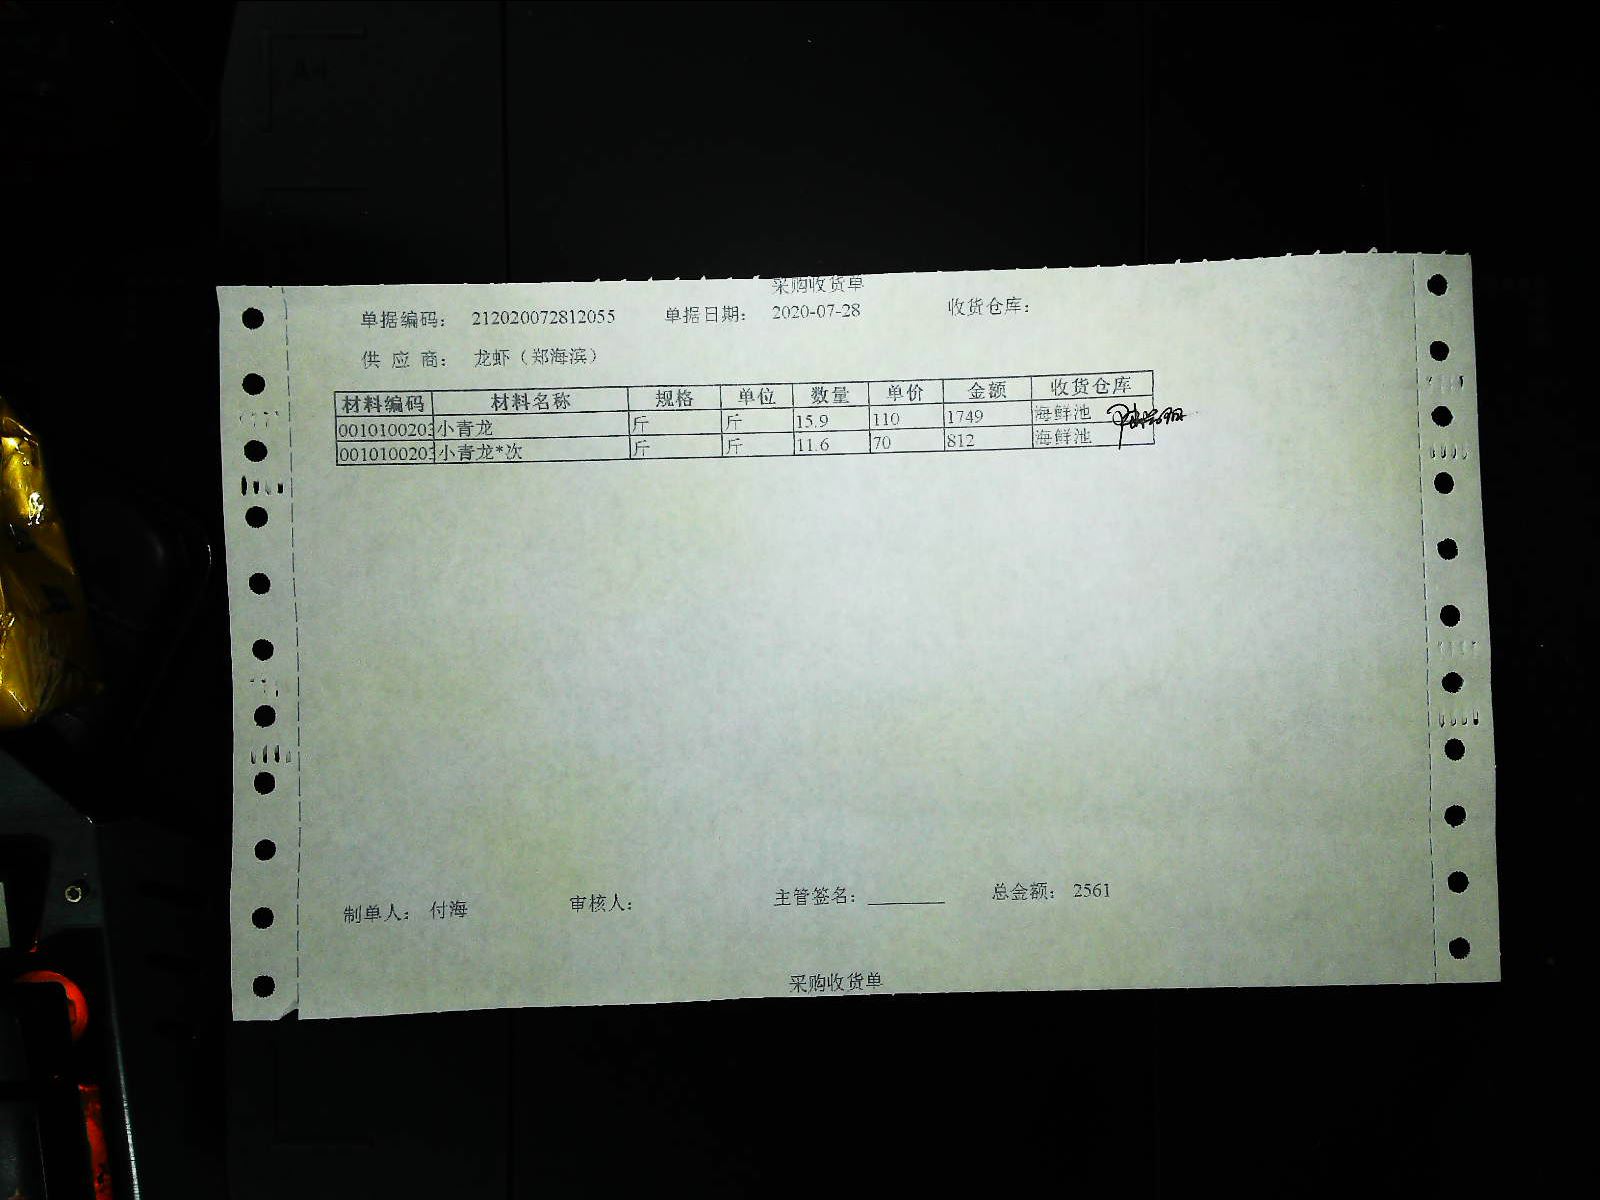 采购收货单
单据编码： 212020072812055 单据日期： 2020-07-28 收货仓库：
供 应 商： 龙虾（郑海滨）
材料编码 材料名称 规格 单位 数量 单价 金额 收货仓库
0010100203 小青龙 斤 斤 15.9 110 1749 海鲜池
0010100203 小青龙*次 斤 斤 11.6 70 812 海鲜池
制单人： 付海 审核人： 主管签名：________ 总金额： 2561
采购收货单